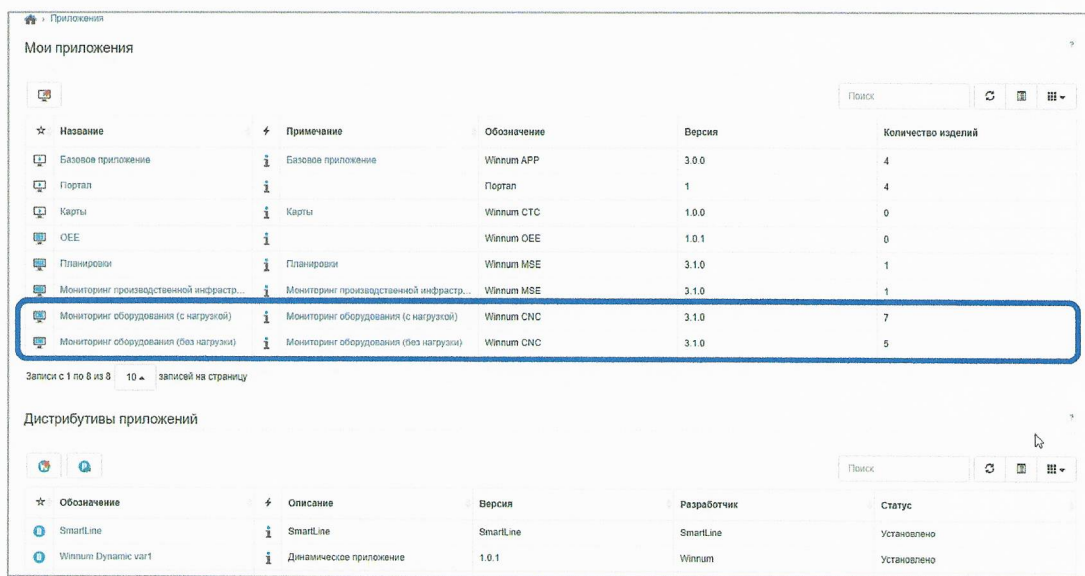 Приложения
Мои приложения
Поиск
Название Примечание Обозначение Версия Количество изделий
Базовое приложение Базовое приложение Winnum APP 3.0.0 4
Портал Портал 1 4
Карты Карты Winnum CTC 1.0.0 0
OEE Winnum OEE 1.0.1 0
Планировки Планировки Winnum MSE 3.1.0 1
Мониторинг производственной инфрастр... Мониторинг производственной инфрастр... Winnum MSE 3.1.0 1
Мониторинг оборудования (с нагрузкой) Мониторинг оборудования (с нагрузкой) Winnum CNC 3.1.0 7
Мониторинг оборудования (без нагрузки) Мониторинг оборудования (без нагрузки) Winnum CNC 3.1.0 5
Записи с 1 по 8 из 8 10 записей на страницу
Дистрибутивы приложений
Поиск
Обозначение Описание Версия Разработчик Статус
SmartLine SmartLine SmartLine SmartLine Установлено
Winnum Dynamic var1 Динамическое приложение 1.0.1 Winnum Установлено